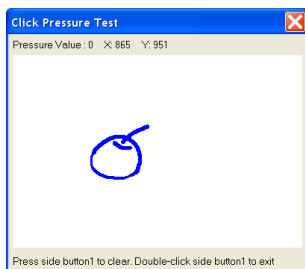 Click Pressure Test
Pressure Value : 0 X: 865 Y: 951
Press side button1 to clear. Double-click side button1 to exit